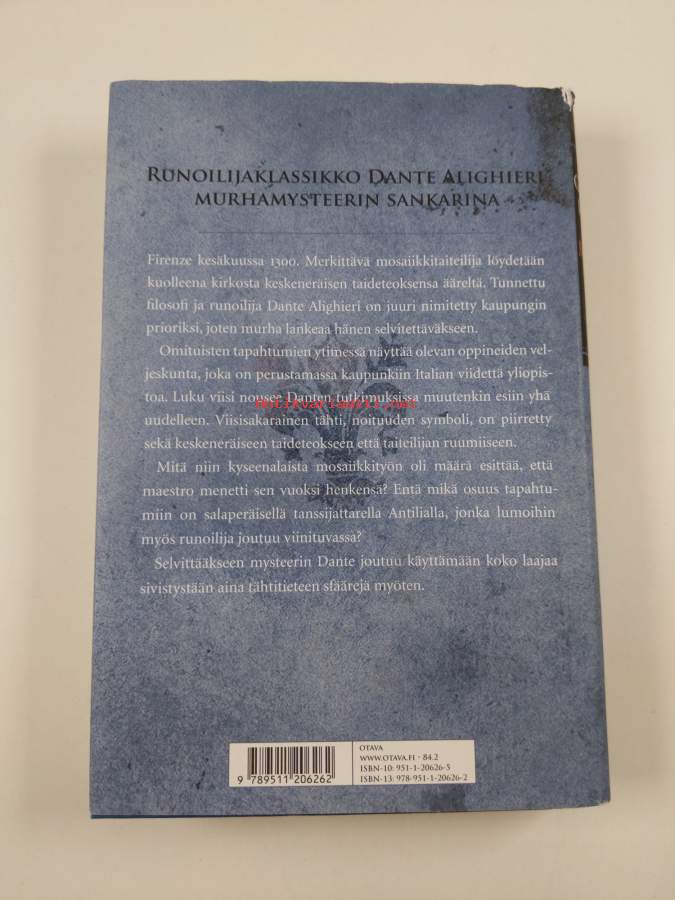 RUNOILIJAKLASSIKKO DANTE ALIGHIERI
MURHAMYSTEERIN SANKARINA
Firenze kesäkuussa 1300. Merkittävä mosaiikkitaiteilija löydetään
kuolleena kirkosta keskeneräisen taideteoksensa ääreltä. Tunnettu
filosofi ja runoilija Dante Alighieri on juuri nimitetty kaupungin
prioriksi, joten murha lankeaa hänen selvitettäväkseen.
Omituisten tapahtumien ytimessä näyttää olevan oppineiden vel-
jeskunta, joka on perustamassa kaupunkiin Italian viidettä yliopis-
toa. Luku viisi nousee Danten tutkimuksissa muutenkin esiin yhä
uudelleen. Viisisakarainen tähti, noituuden symboli, on piirretty
sekä keskeneräiseen taideteokseen että taiteilijan ruumiiseen.
Mitä niin kyseenalaista mosaiikkityön oli määrä esittää, että
maestro menetti sen vuoksi henkensä? Entä mikä osuus tapahtu-
miin on salaperäisellä tanssijattarella Antilialla, jonka lumoihin
myös runoilija joutuu viinituvassa?
Selvittääkseen mysteerin Dante joutuu käyttämään koko laajaa
sivistystään aina tähtitieteen sfäärejä myöten.
OTAVA
WWW.OTAVA.FI · 84.2
ISBN-10: 951-1-20626-5
ISBN-13: 978-951-1-20626-2
9 789511 206262